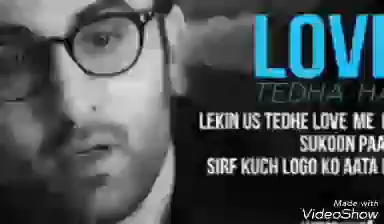 LOV
TEDHA HA
LEKIN US TEDHE LOVE ME
SUKOON PAA
SIRF KUCH LOGO KO AATA
Made with
VideoShow